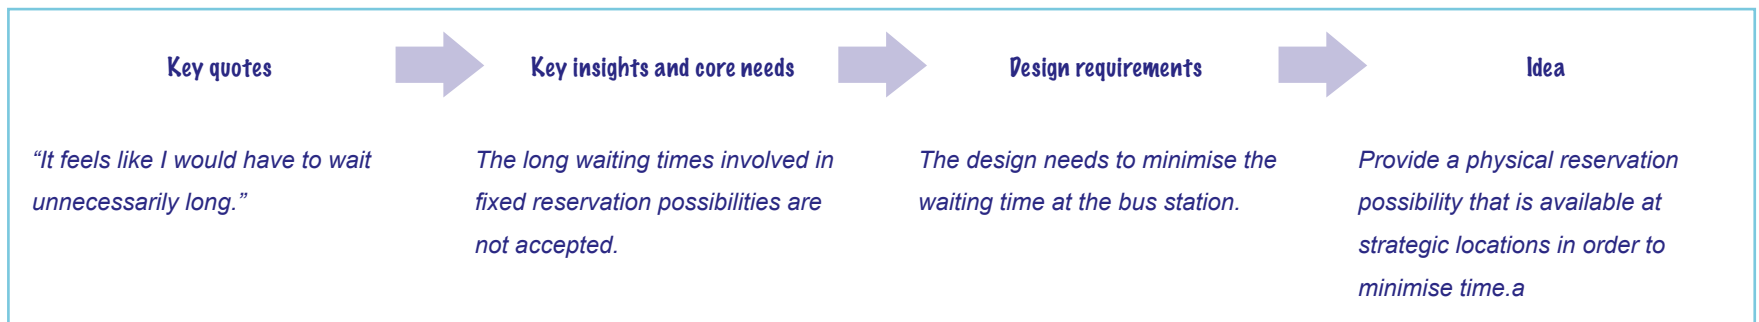 Key quotes
Key insights and core needs
Design requirements
Idea
“It feels like I would have to wait
unnecessarily long.”
The long waiting times involved in
fixed reservation possibilities are
not accepted.
The design needs to minimise the
waiting time at the bus station.
Provide a physical reservation
possibility that is available at
strategic locations in order to
minimise time.a